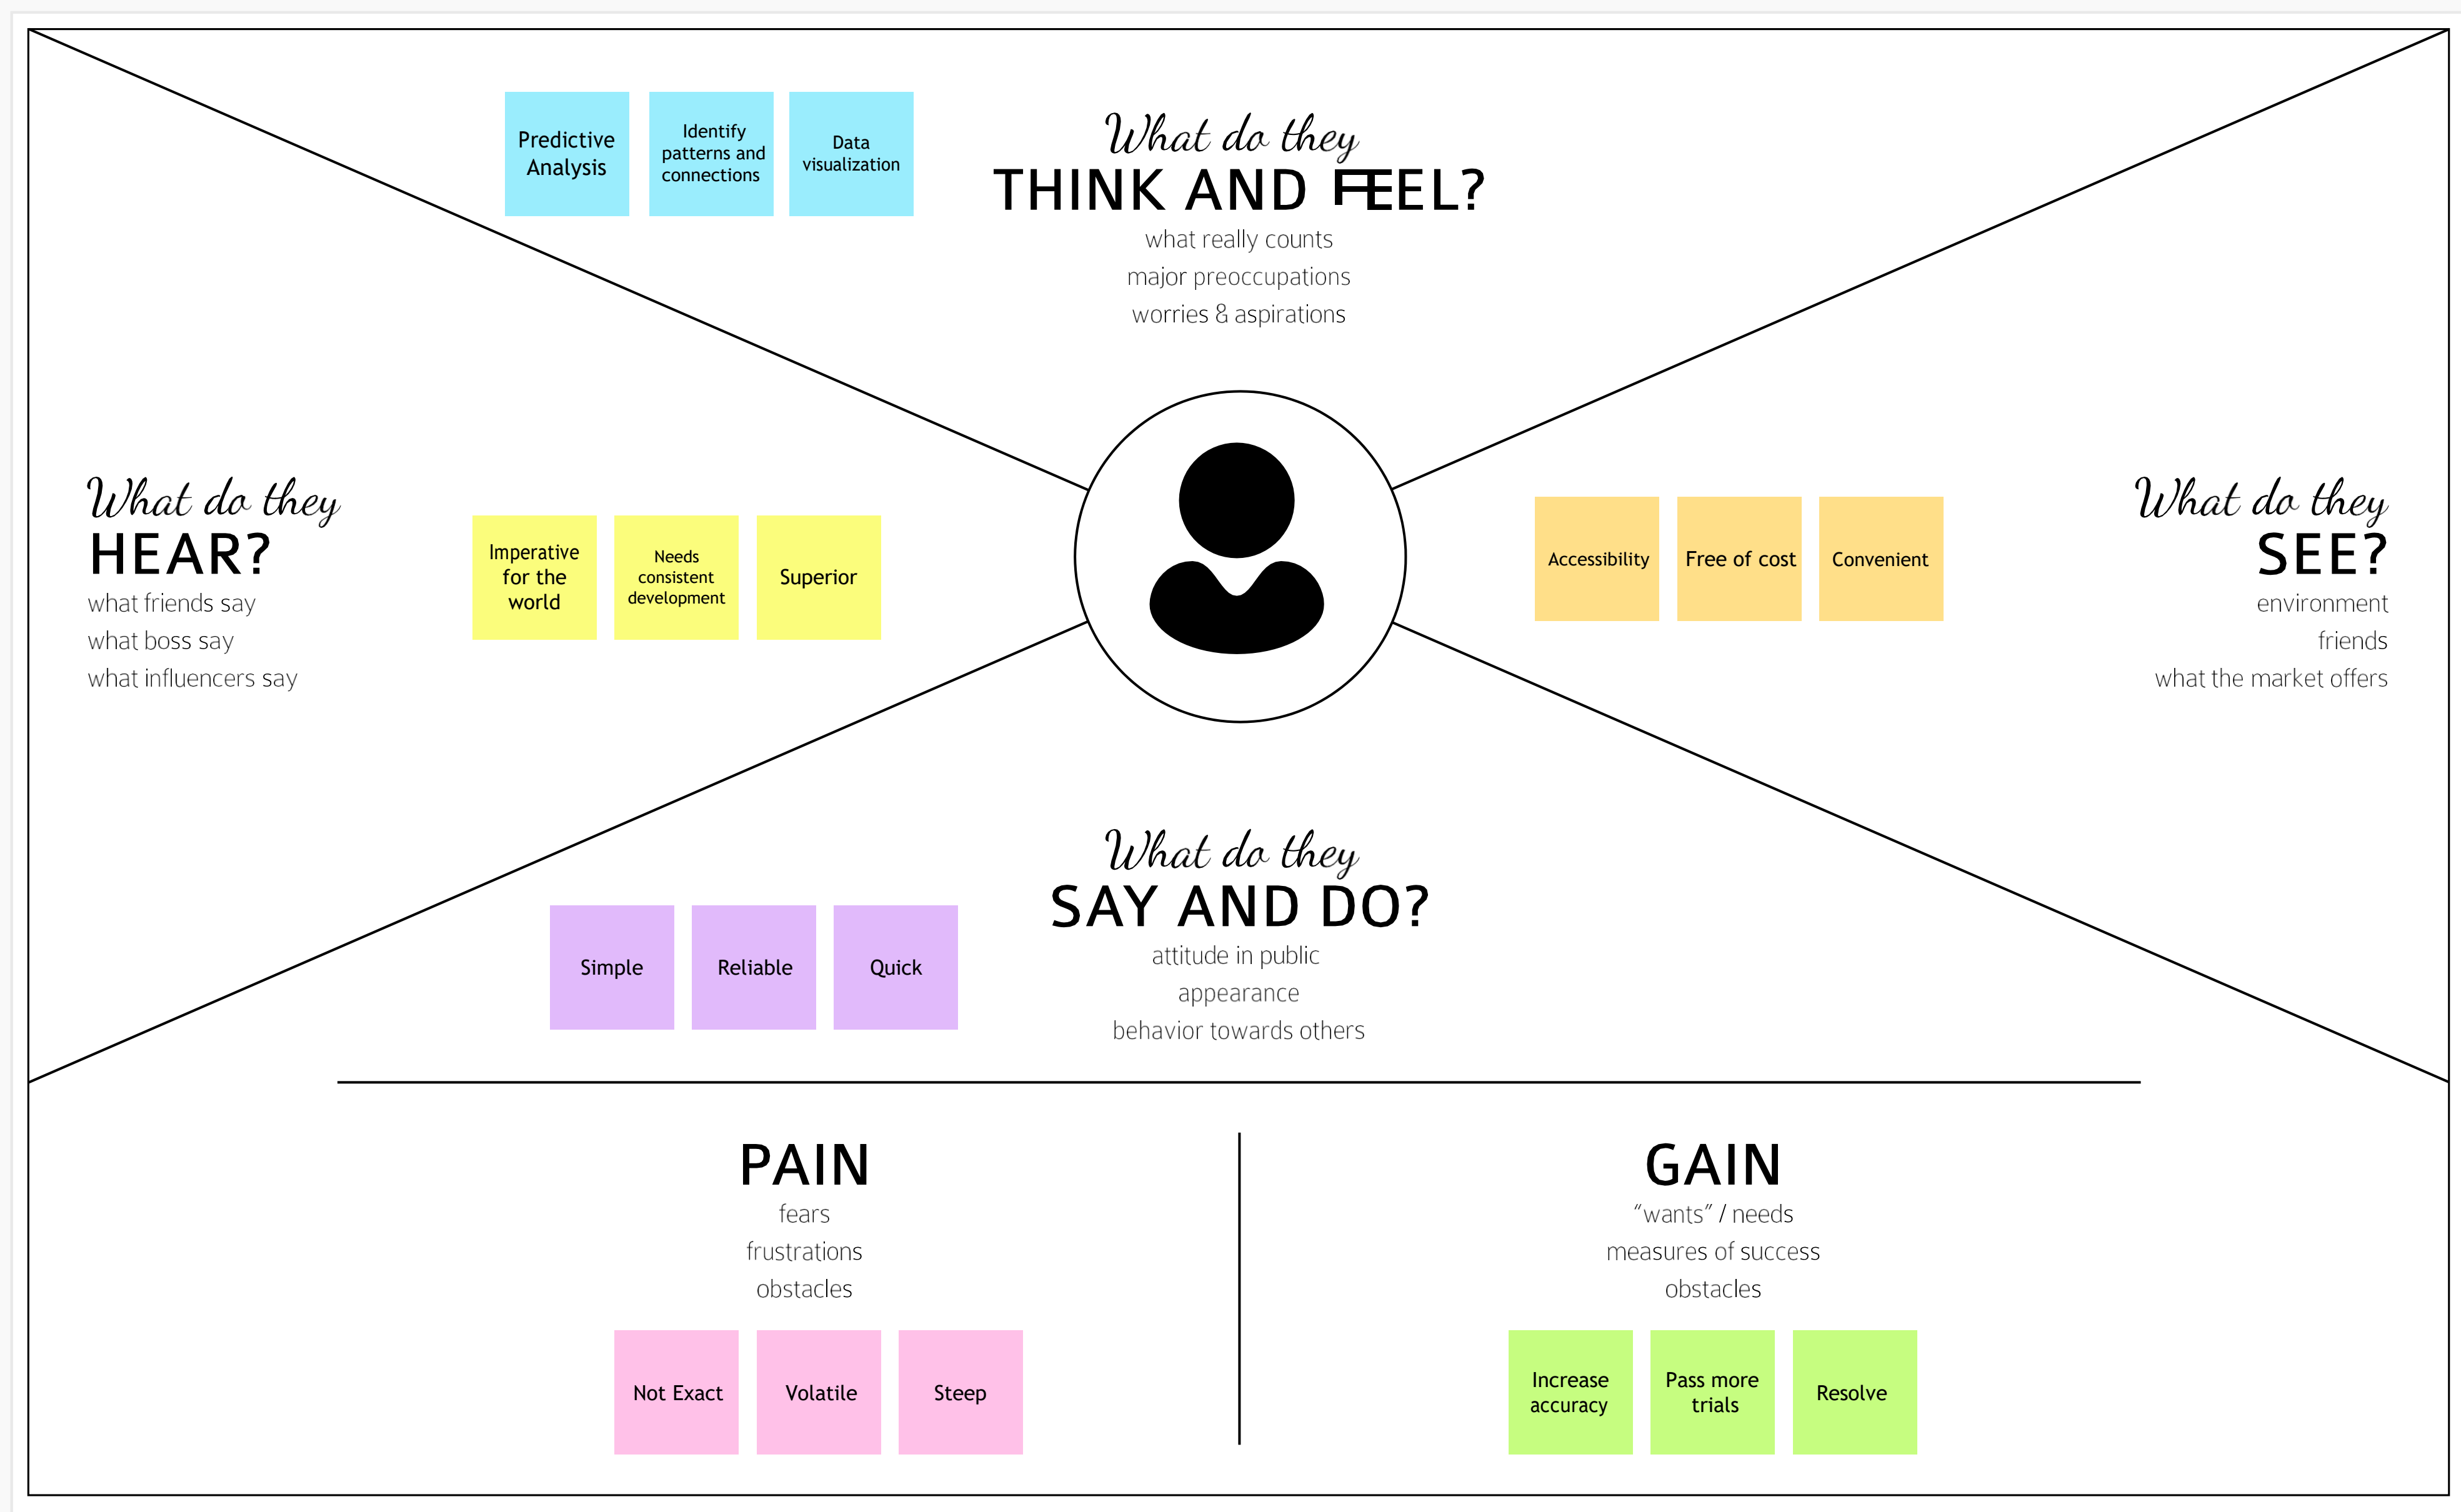 Predictive
Analysis
Identify
patterns and
connections
Data
visualization
What do they
THINK AND FEEL?
what really counts
major preoccupations
worries & aspirations
What do they
HEAR?
what friends say
what boss say
what influencers say
Imperative
for the
world
Needs
consistent
development
Superior
Accessibility
Free of cost
Convenient
What do they
SEE?
environment
friends
what the market offers
What do they
SAY AND DO?
attitude in public
appearance
behavior towards others
Simple
Reliable
Quick
PAIN
fears
frustrations
obstacles
Not Exact
Volatile
Steep
GAIN
“wants” / needs
measures of success
obstacles
Increase
accuracy
Pass more
trials
Resolve